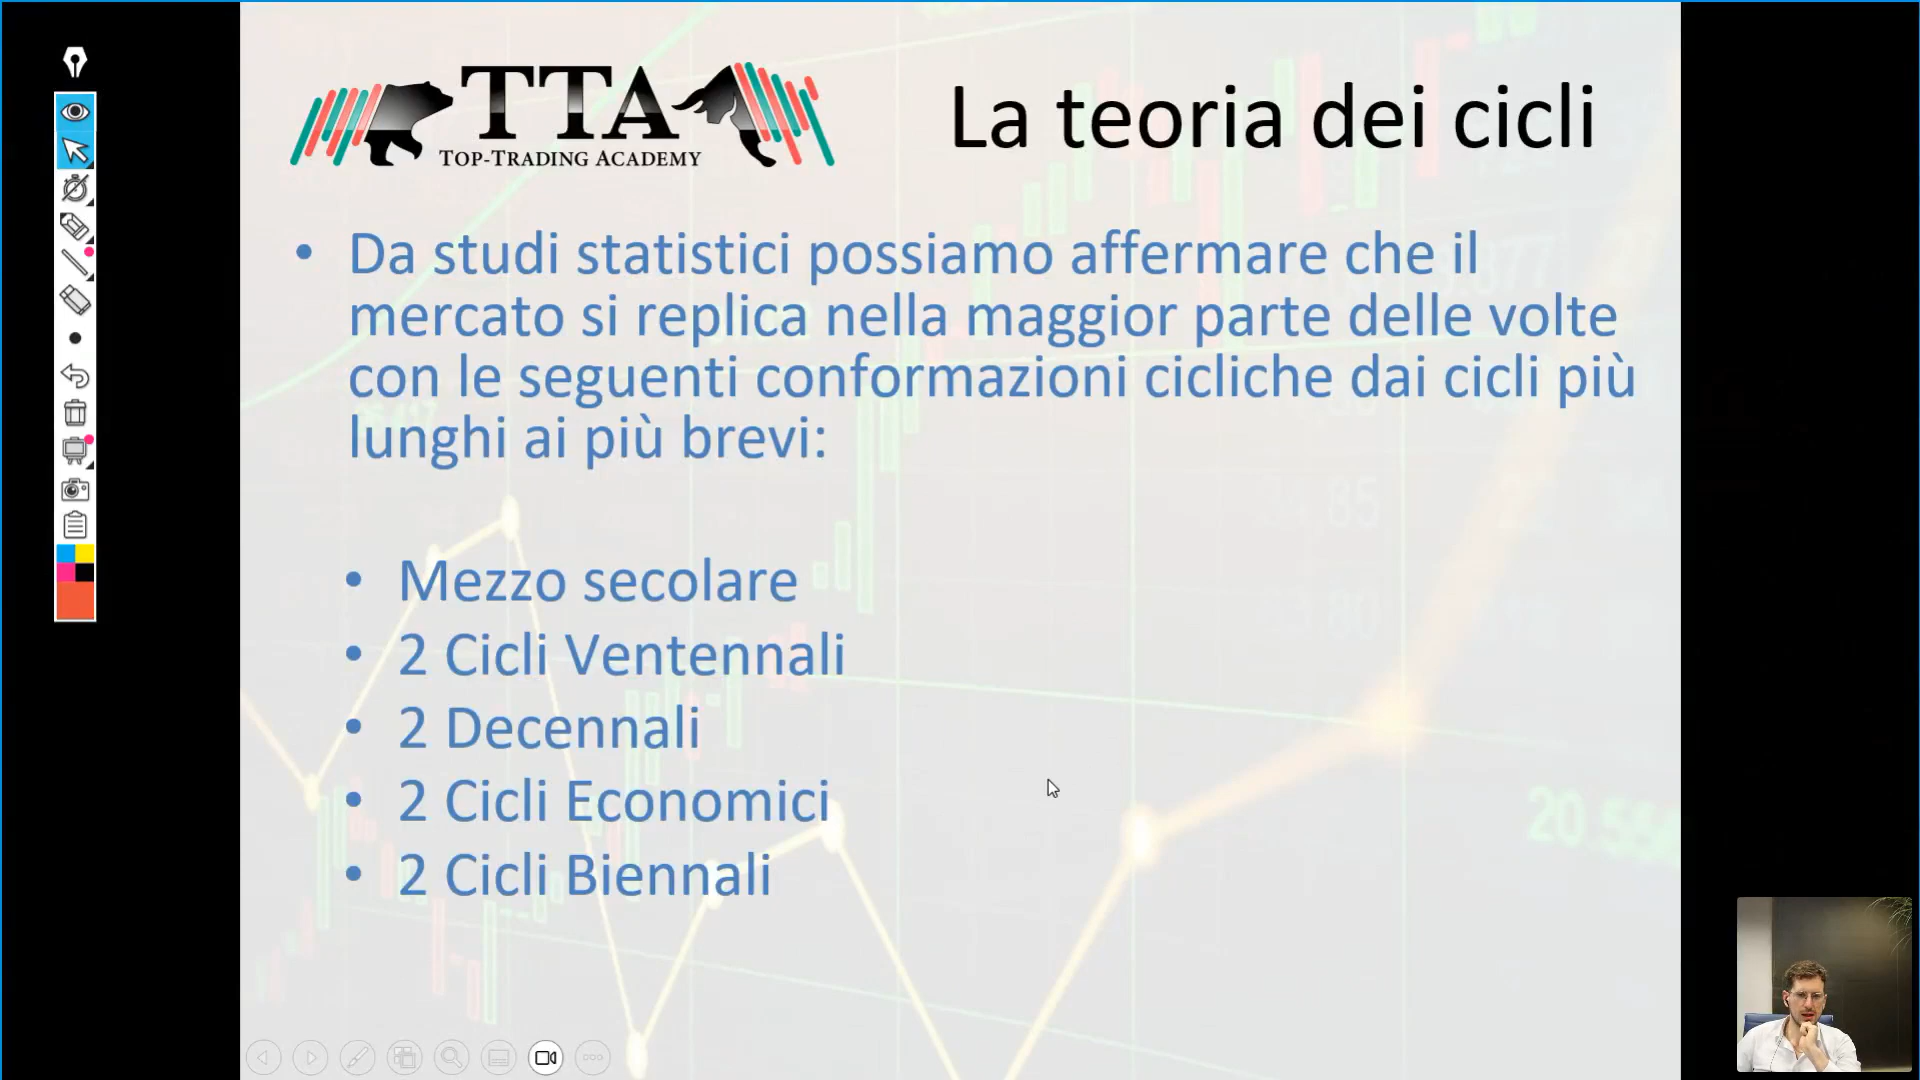 TTA
TOP-TRADING ACADEMY
La teoria dei cicli
• Da studi statistici possiamo affermare che il
mercato si replica nella maggior parte delle volte
con le seguenti conformazioni cicliche dai cicli più
lunghi ai più brevi:
• Mezzo secolare
• 2 Cicli Ventennali
• 2 Decennali
• 2 Cicli Economici
• 2 Cicli Biennali